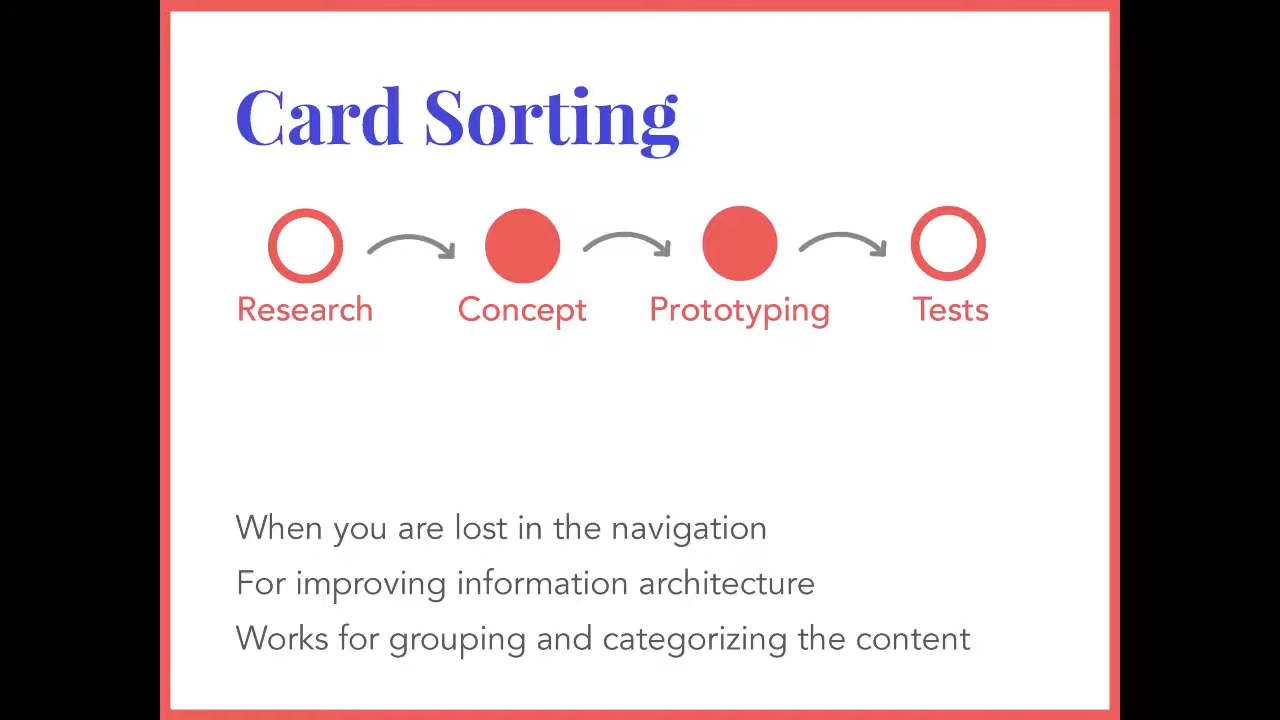 Card Sorting
Research Concept Prototyping Tests
When you are lost in the navigation
For improving information architecture
Works for grouping and categorizing the content